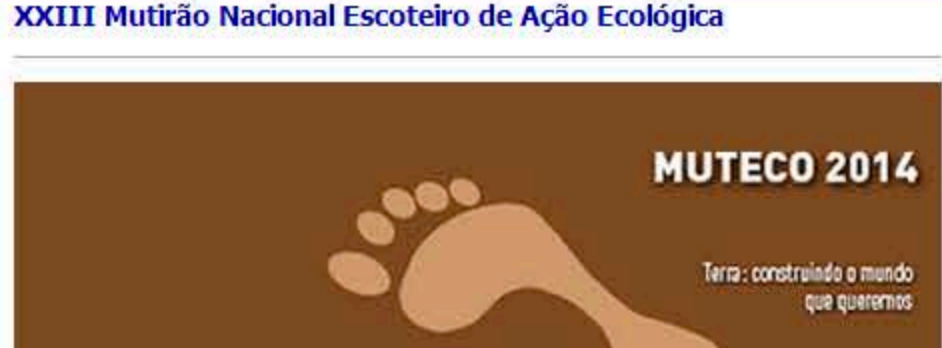 XXIII Mutirão Nacional Escoteiro de Ação Ecológica
MUTECO 2014
Terra: construindo o mundo
que queremos